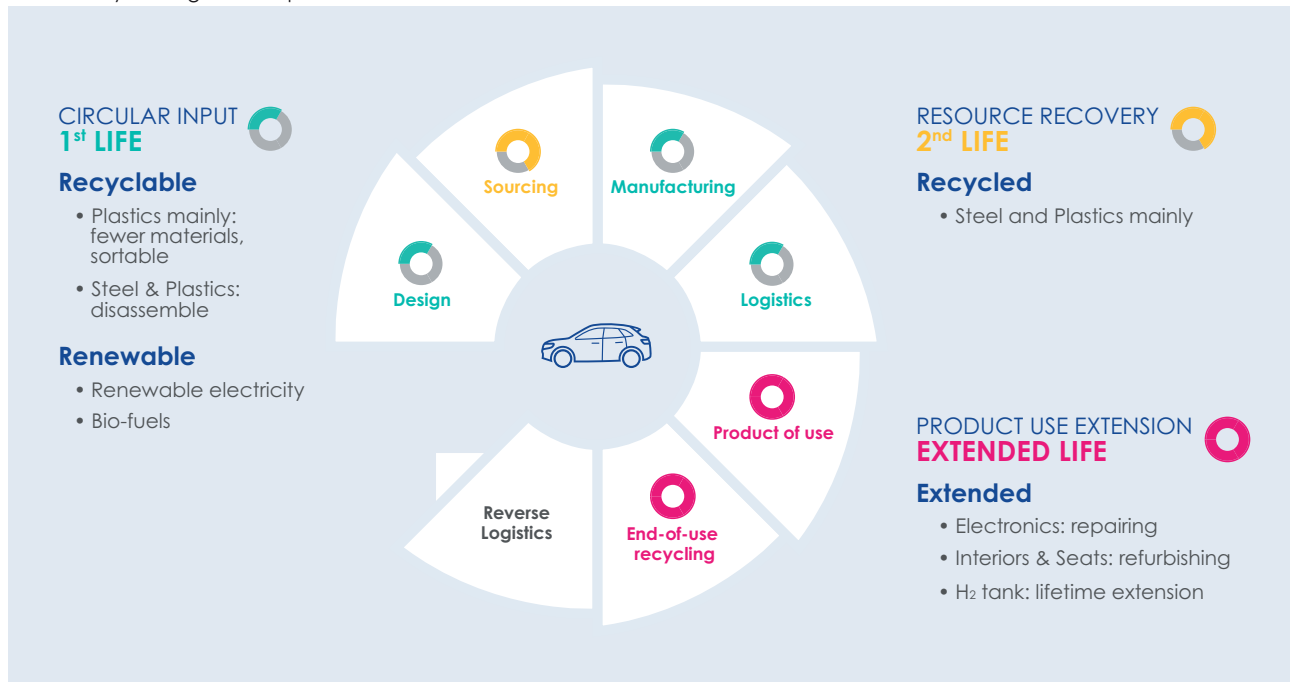 CIRCULAR INPUT
1st LIFE
Recyclable
• Plastics mainly:
fewer materials,
sortable
• Steel & Plastics:
disassemble
Renewable
• Renewable electricity
• Bio-fuels
Sourcing
Manufacturing
Design
Logistics
Product of use
End-of-use
recycling
Reverse
Logistics
RESOURCE RECOVERY
2nd LIFE
Recycled
• Steel and Plastics mainly
PRODUCT USE EXTENSION
EXTENDED LIFE
Extended
• Electronics: repairing
• Interiors & Seats: refurbishing
• H2 tank: lifetime extension